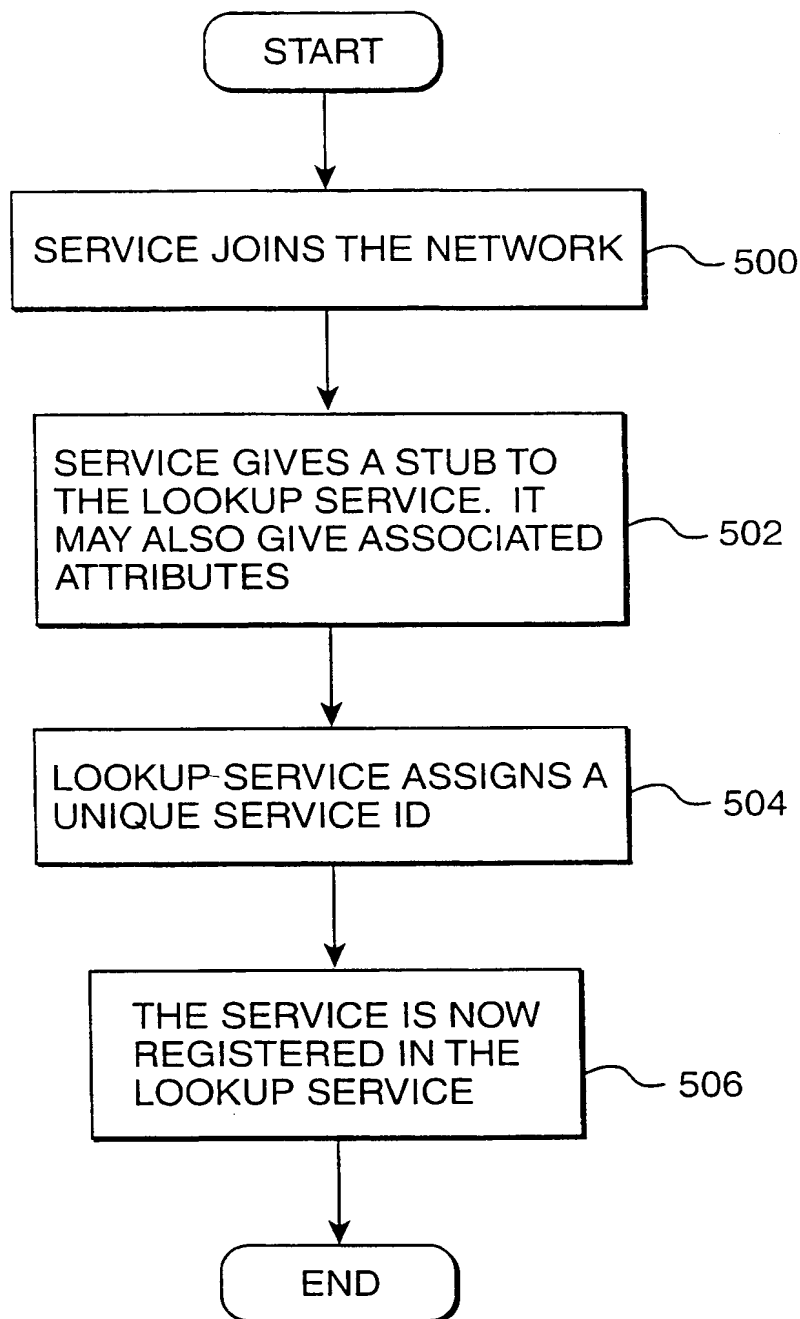 START
SERVICE JOINS THE NETWORK
500
SERVICE GIVES A STUB TO
THE LOOKUP SERVICE. IT
MAY ALSO GIVE ASSOCIATED
ATTRIBUTES
502
LOOKUP SERVICE ASSIGNS A
UNIQUE SERVICE ID
504
THE SERVICE IS NOW
REGISTERED IN THE
LOOKUP SERVICE
506
END